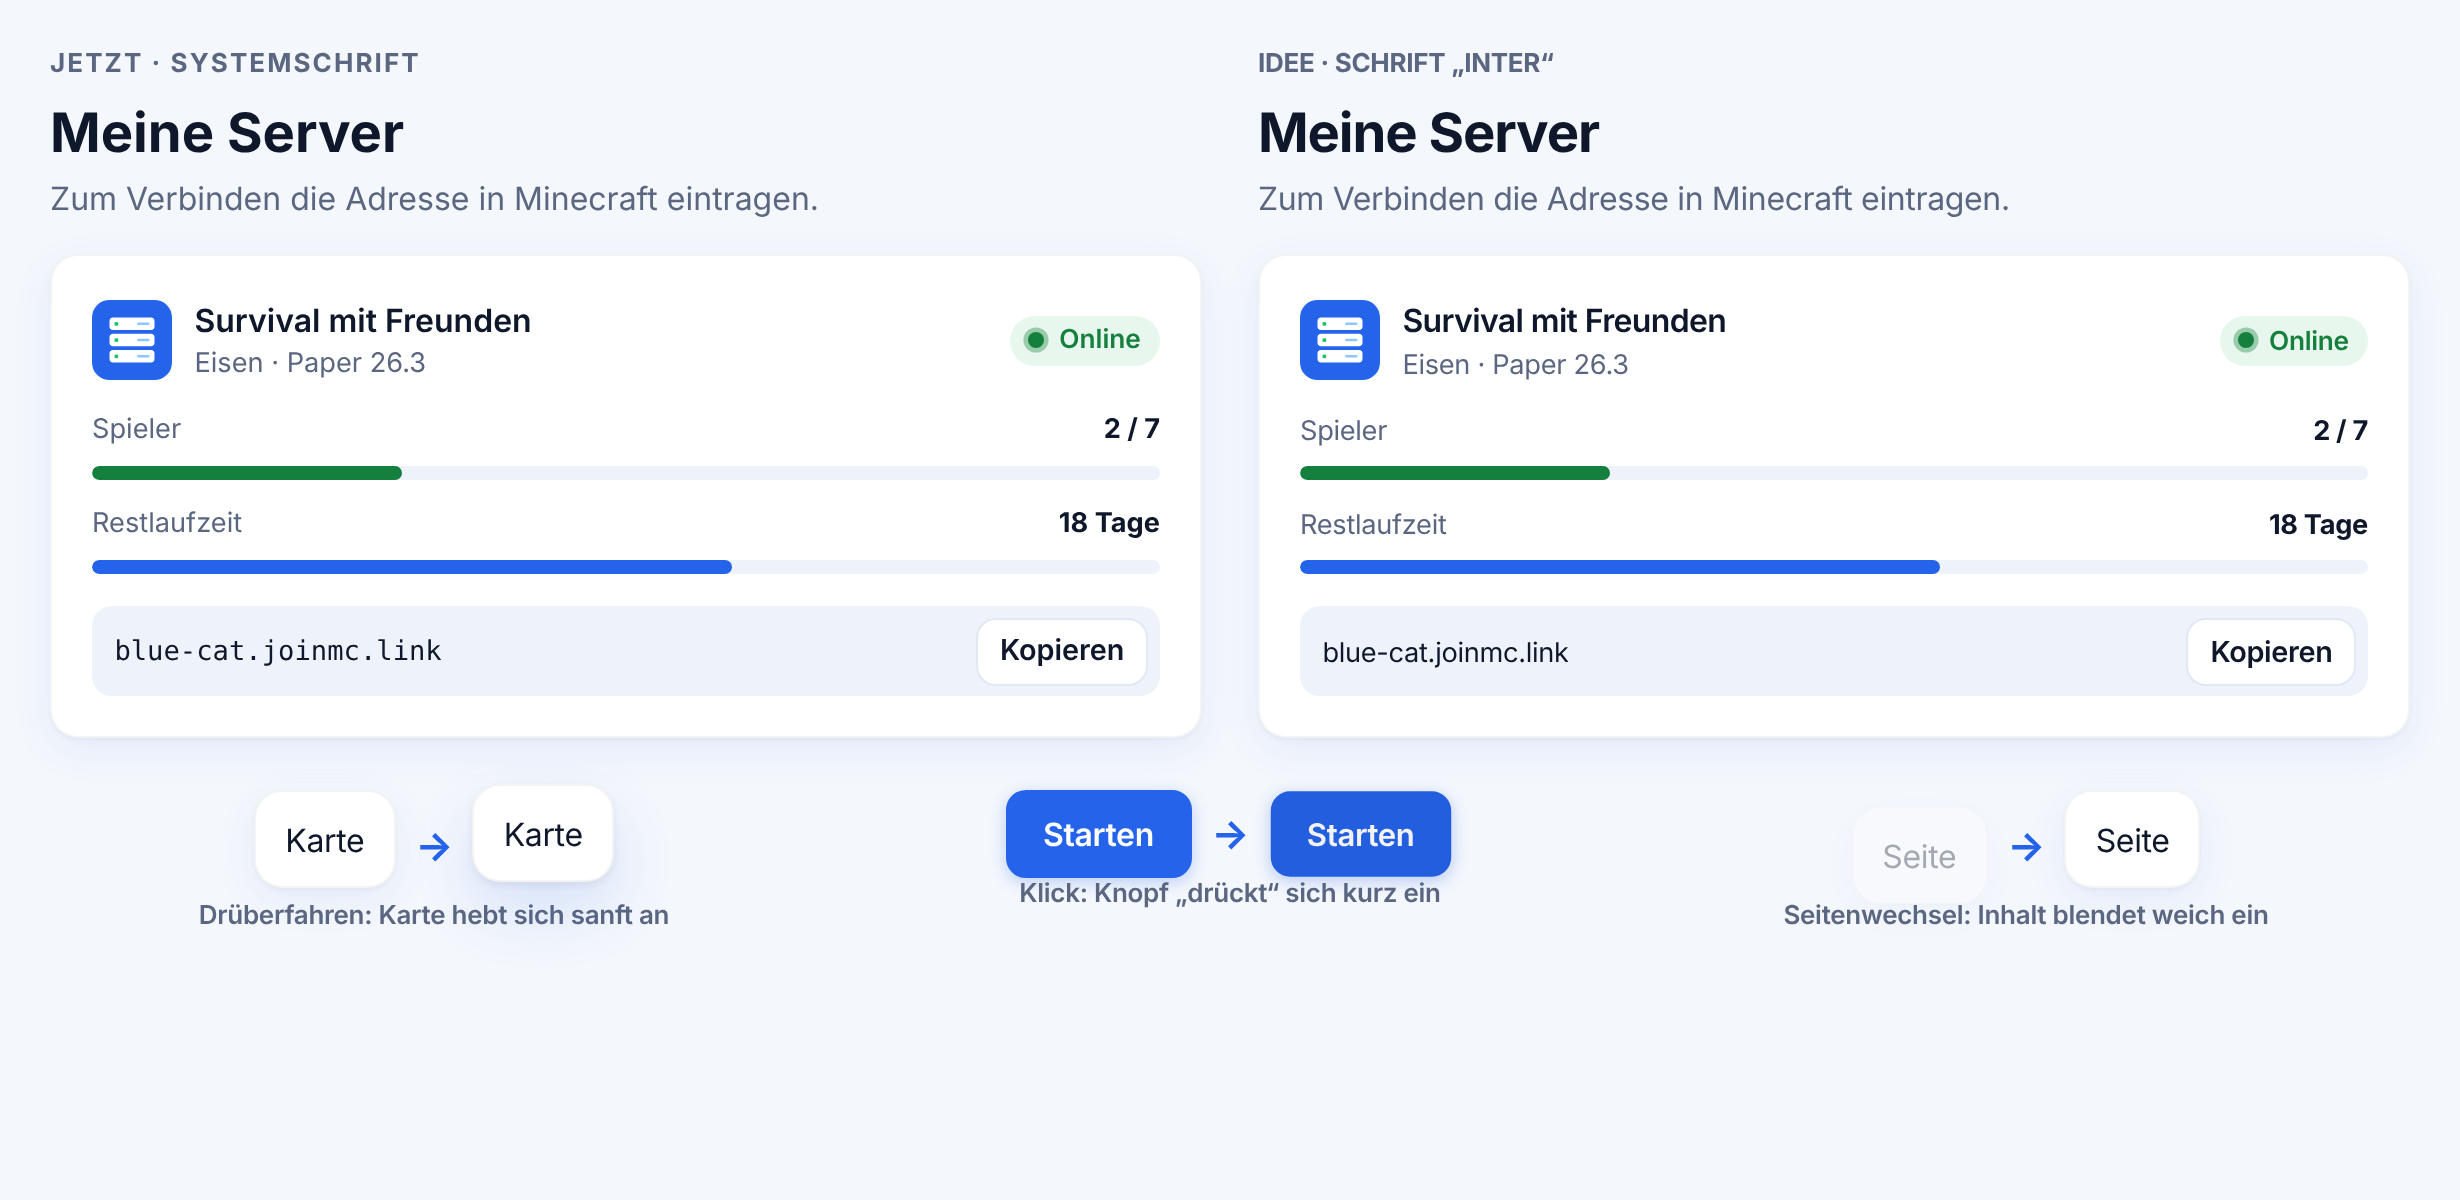 JETZT · SYSTEMSCHRIFT
Meine Server
Zum Verbinden die Adresse in Minecraft eintragen.
Survival mit Freunden
Eisen · Paper 26.3
Online
Spieler
2 / 7
Restlaufzeit
18 Tage
blue-cat.joinmc.link
Kopieren
IDEE · SCHRIFT „INTER“
Meine Server
Zum Verbinden die Adresse in Minecraft eintragen.
Survival mit Freunden
Eisen · Paper 26.3
Online
Spieler
2 / 7
Restlaufzeit
18 Tage
blue-cat.joinmc.link
Kopieren
Karte → Karte
Drüberfahren: Karte hebt sich sanft an
Starten → Starten
Klick: Knopf „drückt“ sich kurz ein
Seite → Seite
Seitenwechsel: Inhalt blendet weich ein